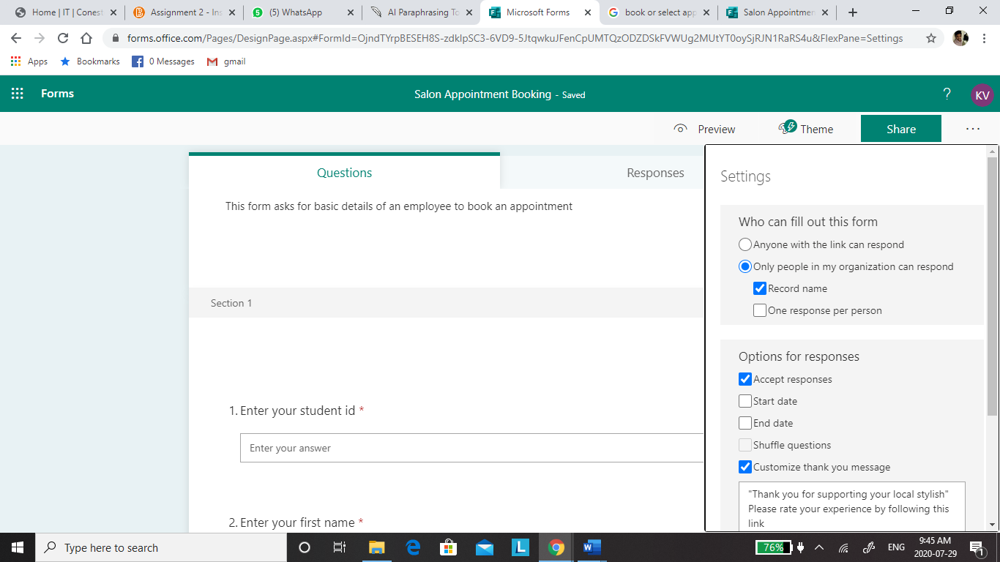 Home | IT | Conest
Assignment 2 - Ins
(5) WhatsApp
AI Paraphrasing To
Microsoft Forms
book or select app
Salon Appointmen
forms.office.com/Pages/DesignPage.aspx#FormId=OjndTYrpBESEH8S-zdkIpSC3-6VD9-5JtqwkuJFenCpUMTQzODZDSkFVWUg2MUtYT0oySjRJN1RaRS4u&FlexPane=Settings
Apps
Bookmarks
0 Messages
gmail
Forms
Salon Appointment Booking - Saved
?
KV
Preview
Theme
Share
Questions
Responses
This form asks for basic details of an employee to book an appointment
Section 1
1. Enter your student id *
Enter your answer
2. Enter your first name *
Settings
Who can fill out this form
Anyone with the link can respond
Only people in my organization can respond
Record name
One response per person
Options for responses
Accept responses
Start date
End date
Shuffle questions
Customize thank you message
"Thank you for supporting your local stylish"
Please rate your experience by following this
link
Type here to search
76%
ENG
9:45 AM
2020-07-29
1